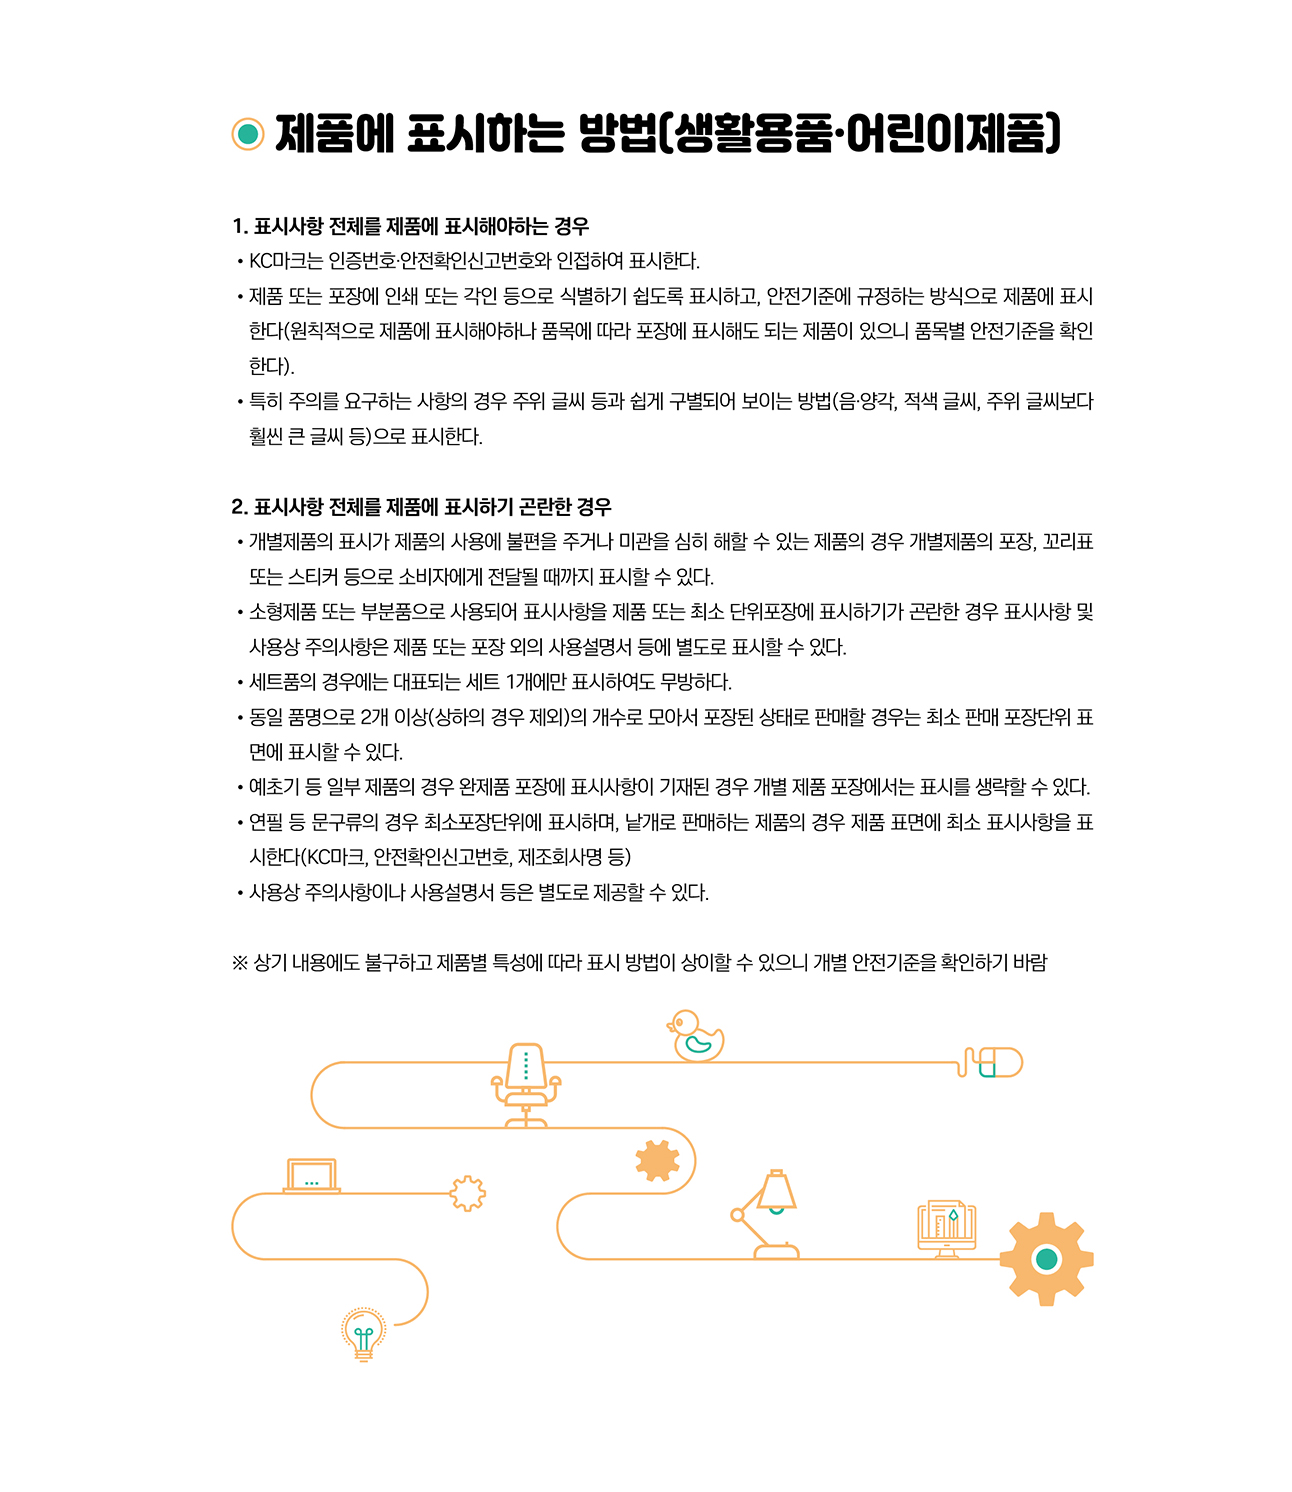 제품에 표시하는 방법(생활용품·어린이제품)
1. 표시사항 전체를 제품에 표시해야하는 경우
• KC마크는 인증번호·안전확인신고번호와 인접하여 표시한다.
• 제품 또는 포장에 인쇄 또는 각인 등으로 식별하기 쉽도록 표시하고, 안전기준에 규정하는 방식으로 제품에 표시
한다(원칙적으로 제품에 표시해야하나 품목에 따라 포장에 표시해도 되는 제품이 있으니 품목별 안전기준을 확인
한다).
• 특히 주의를 요구하는 사항의 경우 주위 글씨 등과 쉽게 구별되어 보이는 방법(음·양각, 적색 글씨, 주위 글씨보다
훨씬 큰 글씨 등)으로 표시한다.
2. 표시사항 전체를 제품에 표시하기 곤란한 경우
• 개별제품의 표시가 제품의 사용에 불편을 주거나 미관을 심히 해할 수 있는 제품의 경우 개별제품의 포장, 꼬리표
또는 스티커 등으로 소비자에게 전달될 때까지 표시할 수 있다.
• 소형제품 또는 부분품으로 사용되어 표시사항을 제품 또는 최소 단위포장에 표시하기가 곤란한 경우 표시사항 및
사용상 주의사항은 제품 또는 포장 외의 사용설명서 등에 별도로 표시할 수 있다.
• 세트품의 경우에는 대표되는 세트 1개에만 표시하여도 무방하다.
• 동일 품명으로 2개 이상(상하의 경우 제외)의 개수로 모아서 포장된 상태로 판매할 경우는 최소 판매 포장단위 표
면에 표시할 수 있다.
• 예초기 등 일부 제품의 경우 완제품 포장에 표시사항이 기재된 경우 개별 제품 포장에서는 표시를 생략할 수 있다.
• 연필 등 문구류의 경우 최소포장단위에 표시하며, 낱개로 판매하는 제품의 경우 제품 표면에 최소 표시사항을 표
시한다(KC마크, 안전확인신고번호, 제조회사명 등)
• 사용상 주의사항이나 사용설명서 등은 별도로 제공할 수 있다.
※ 상기 내용에도 불구하고 제품별 특성에 따라 표시 방법이 상이할 수 있으니 개별 안전기준을 확인하기 바람